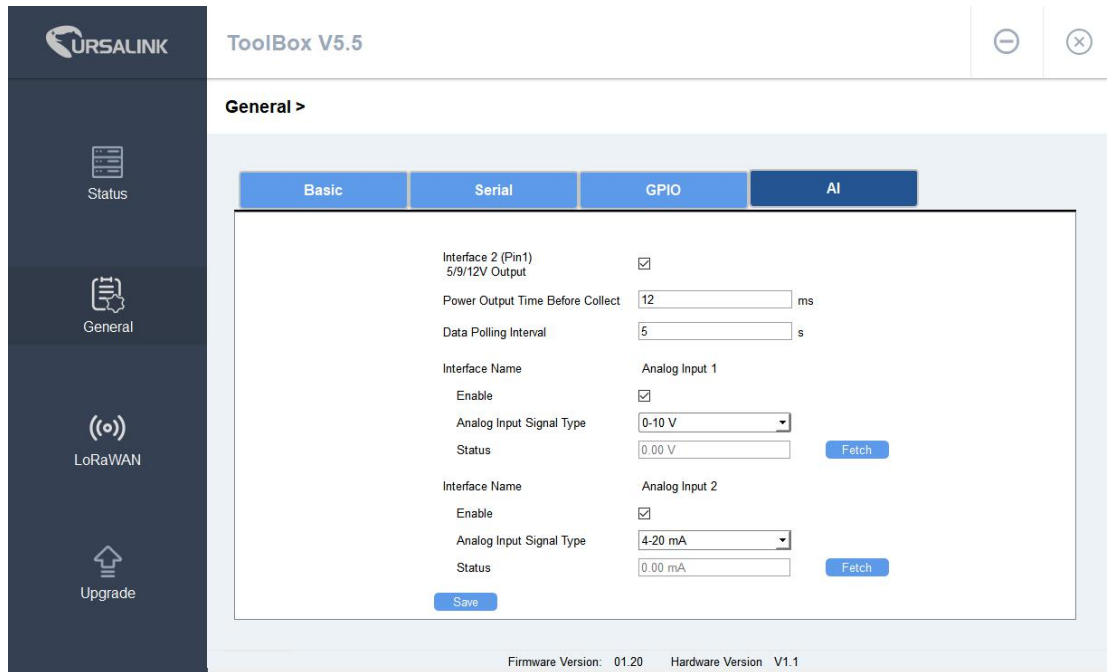 URSALINK
ToolBox V5.5
General >
Status
General
LoRaWAN
Upgrade
Basic Serial GPIO AI
Interface 2 (Pin1)
5/9/12V Output
Power Output Time Before Collect 12 ms
Data Polling Interval 5 s
Interface Name Analog Input 1
Enable
Analog Input Signal Type 0-10 V
Status 0.00 V Fetch
Interface Name Analog Input 2
Enable
Analog Input Signal Type 4-20 mA
Status 0.00 mA Fetch
Save
Firmware Version: 01.20 Hardware Version V1.1